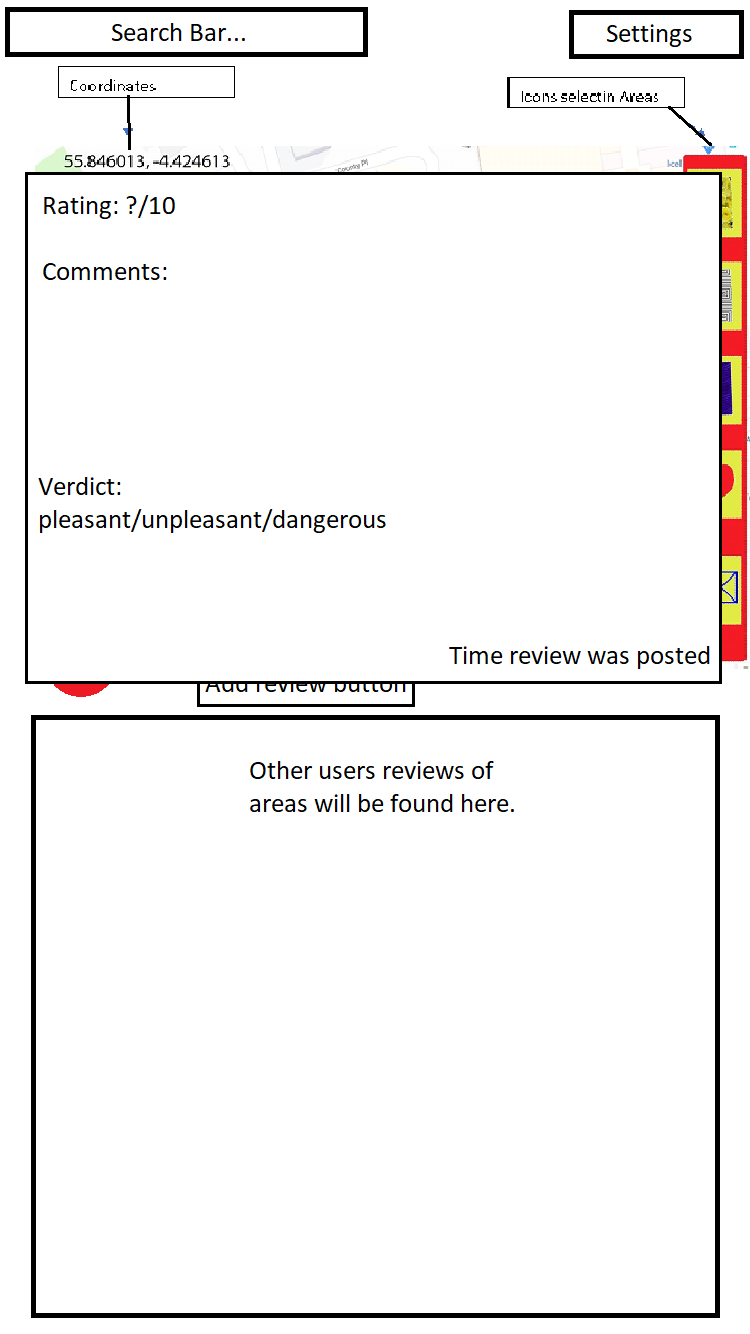 Search Bar...
Settings
Coordinates
Icons selectin Areas
55.846013, -4.424613
Rating: ?/10
Comments:
Verdict:
pleasant/unpleasant/dangerous
Time review was posted
Add review button
Other users reviews of
areas will be found here.